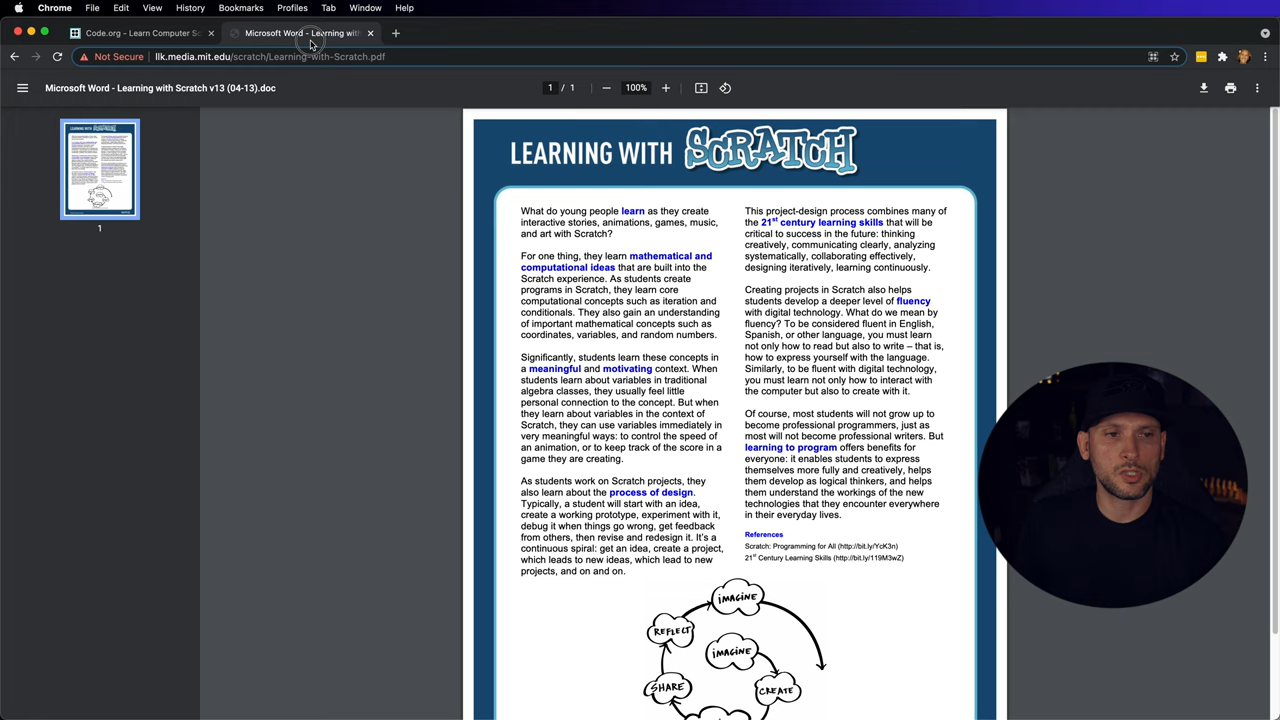 Chrome File Edit View History Bookmarks Profiles Tab Window Help
Code.org - Learn Computer Sc
Microsoft Word - Learning with
Not Secure llk.media.mit.edu/scratch/Learning-with-Scratch.pdf
Microsoft Word - Learning with Scratch v13 (04-13).doc
1 / 1
100%
1
LEARNING WITH SCRATCH
What do young people learn as they create
interactive stories, animations, games, music,
and art with Scratch?
For one thing, they learn mathematical and
computational ideas that are built into the
Scratch experience. As students create
programs in Scratch, they learn core
computational concepts such as iteration and
conditionals. They also gain an understanding
of important mathematical concepts such as
coordinates, variables, and random numbers.
Significantly, students learn these concepts in
a meaningful and motivating context. When
students learn about variables in traditional
algebra classes, they usually feel little
personal connection to the concept. But when
they learn about variables in the context of
Scratch, they can use variables immediately in
very meaningful ways: to control the speed of
an animation, or to keep track of the score in a
game they are creating.
As students work on Scratch projects, they
also learn about the process of design.
Typically, a student will start with an idea,
create a working prototype, experiment with it,
debug it when things go wrong, get feedback
from others, then revise and redesign it. It's a
continuous spiral: get an idea, create a project,
which leads to new ideas, which lead to new
projects, and on and on.
This project-design process combines many of
the 21st century learning skills that will be
critical to success in the future: thinking
creatively, communicating clearly, analyzing
systematically, collaborating effectively,
designing iteratively, learning continuously.
Creating projects in Scratch also helps
students develop a deeper level of fluency
with digital technology. What do we mean by
fluency? To be considered fluent in English,
Spanish, or other language, you must learn
not only how to read but also to write – that is,
how to express yourself with the language.
Similarly, to be fluent with digital technology,
you must learn not only how to interact with
the computer but also to create with it.
Of course, most students will not grow up to
become professional programmers, just as
most will not become professional writers. But
learning to program offers benefits for
everyone: it enables students to express
themselves more fully and creatively, helps
them develop as logical thinkers, and helps
them understand the workings of the new
technologies that they encounter everywhere
in their everyday lives.
References
Scratch: Programming for All (http://bit.ly/YcK3n)
21st Century Learning Skills (http://bit.ly/119M3wZ)
IMAGINE
REFLECT
IMAGINE
SHARE
CREATE